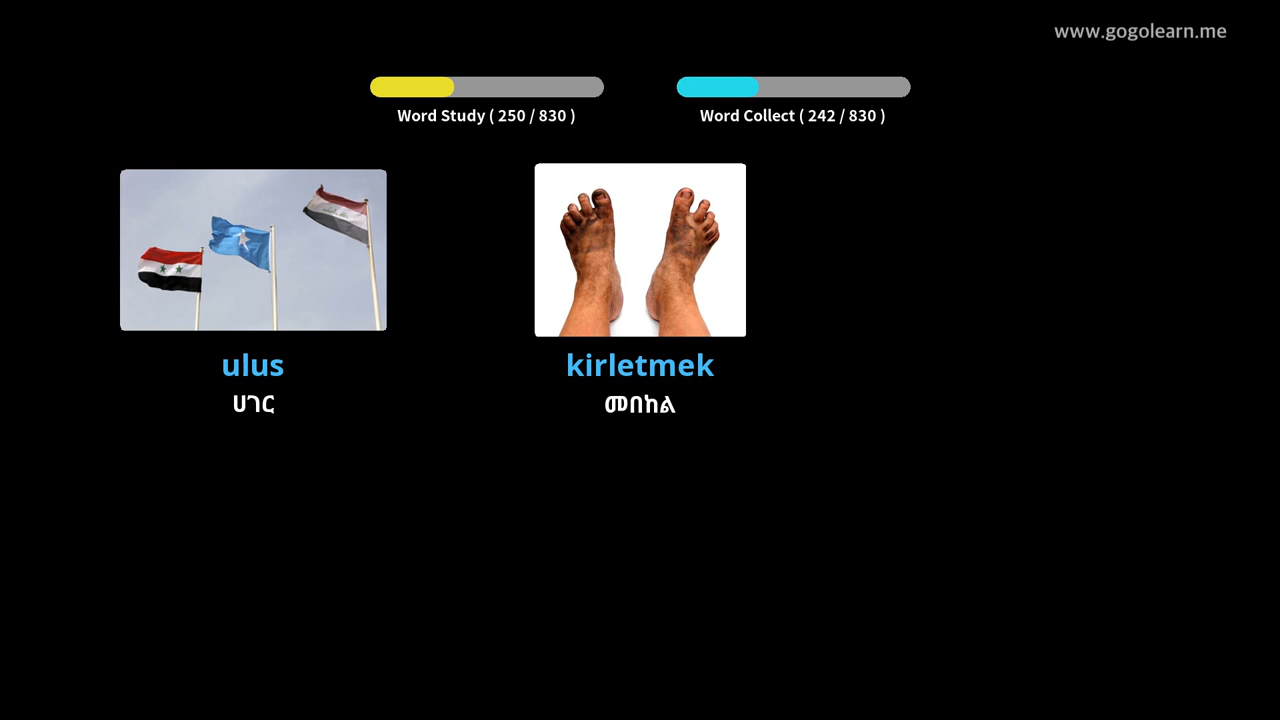 www.gogolearn.me
Word Study ( 250 / 830 )
Word Collect ( 242 / 830 )
ulus
ሀገር
kirletmek
መበከል